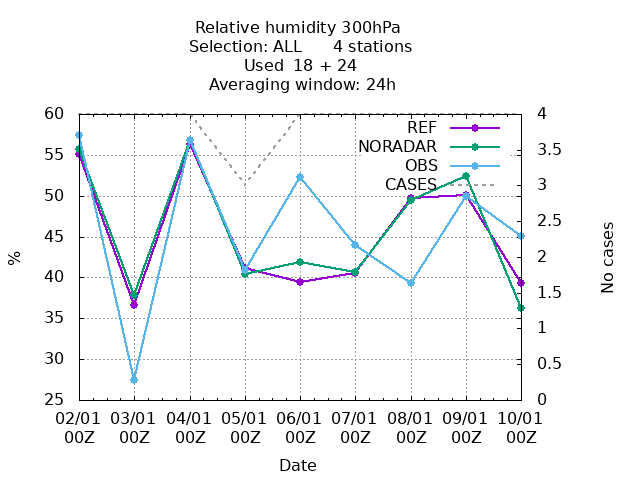 Relative humidity 300hPa
Selection: ALL      4 stations
Used  18 + 24
Averaging window: 24h
60
55
50
45
40
35
30
25
%
4
3.5
3
2.5
2
1.5
1
0.5
0
No cases
REF
NORADAR
OBS
CASES
02/01 03/01 04/01 05/01 06/01 07/01 08/01 09/01 10/01
00Z 00Z 00Z 00Z 00Z 00Z 00Z 00Z 00Z
Date